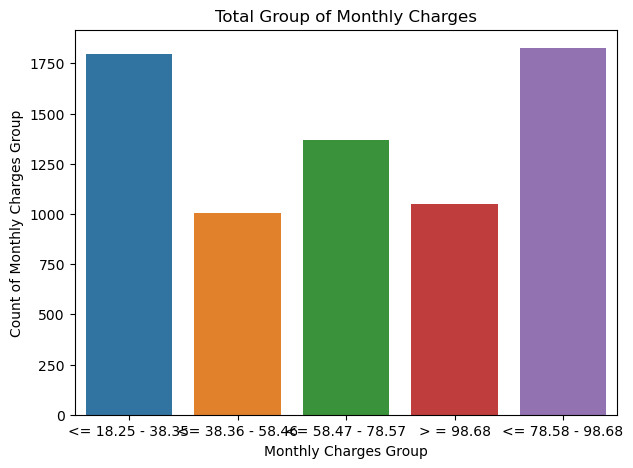 Total Group of Monthly Charges
Count of Monthly Charges Group
1750
1500
1250
1000
750
500
250
0
<= 18.25 - 38.35
<= 38.36 - 58.46
<= 58.47 - 78.57
> = 98.68
<= 78.58 - 98.68
Monthly Charges Group